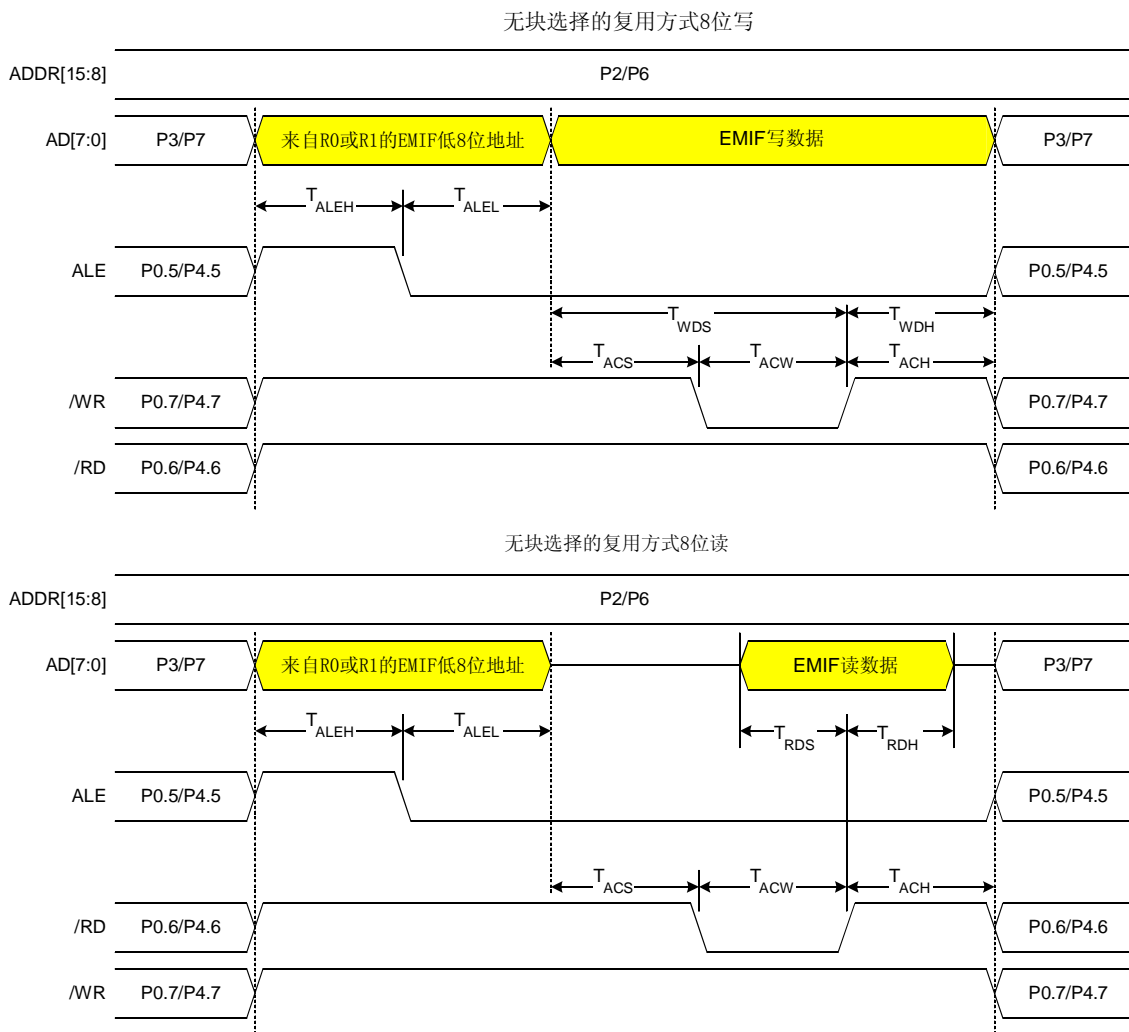 无块选择的复用方式8位写
ADDR[15:8] P2/P6
AD[7:0] P3/P7 来自R0或R1的EMIF低8位地址 EMIF写数据 P3/P7
TALEH TALEL
ALE P0.5/P4.5 P0.5/P4.5
TWDS TWDH
TACS TACW TACH
/WR P0.7/P4.7 P0.7/P4.7
/RD P0.6/P4.6 P0.6/P4.6
无块选择的复用方式8位读
ADDR[15:8] P2/P6
AD[7:0] P3/P7 来自R0或R1的EMIF低8位地址 EMIF读数据 P3/P7
TALEH TALEL TRDS TRDH
ALE P0.5/P4.5 P0.5/P4.5
TACS TACW TACH
/RD P0.6/P4.6 P0.6/P4.6
/WR P0.7/P4.7 P0.7/P4.7